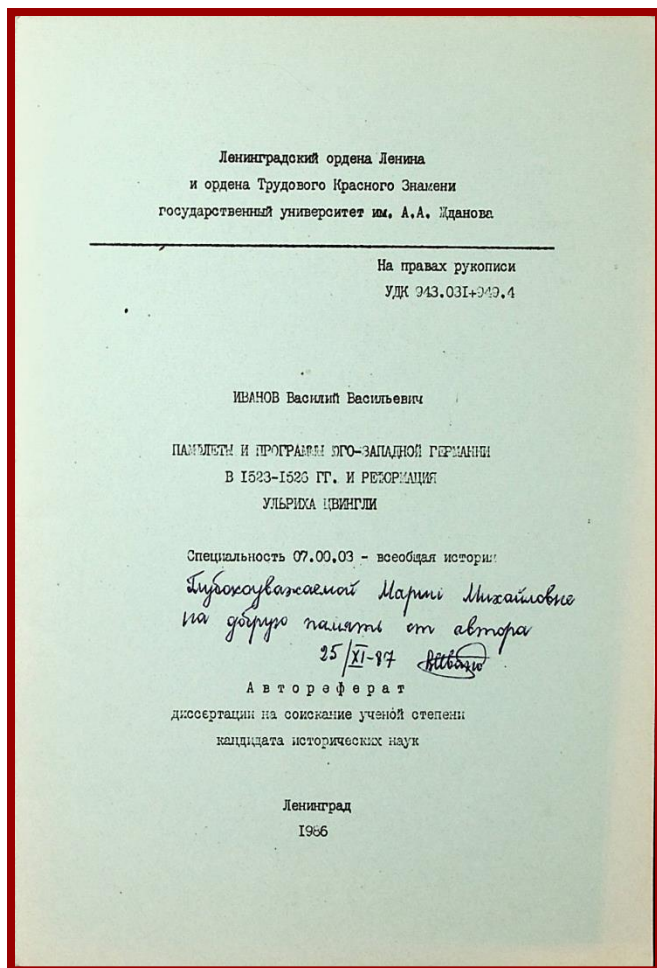 Ленинградский ордена Ленина
и ордена Трудового Красного Знамени
государственный университет им. А.А. Жданова
На правах рукописи
УДК 943.031+949.4
ИВАНОВ Василий Васильевич
ПАМФЛЕТЫ И ПРОГРАММЫ ЮГО-ЗАПАДНОЙ ГЕРМАНИИ
В 1523-1526 ГГ. И РЕФОРМАЦИЯ
УЛЬРИХА ЦВИНГЛИ
Специальность 07.00.03 - всеобщая история
Глубокоуважаемой Марии Михайловне
на добрую память от автора
25/XI-87
Автореферат
диссертации на соискание ученой степени
кандидата исторических наук
Ленинград
1986